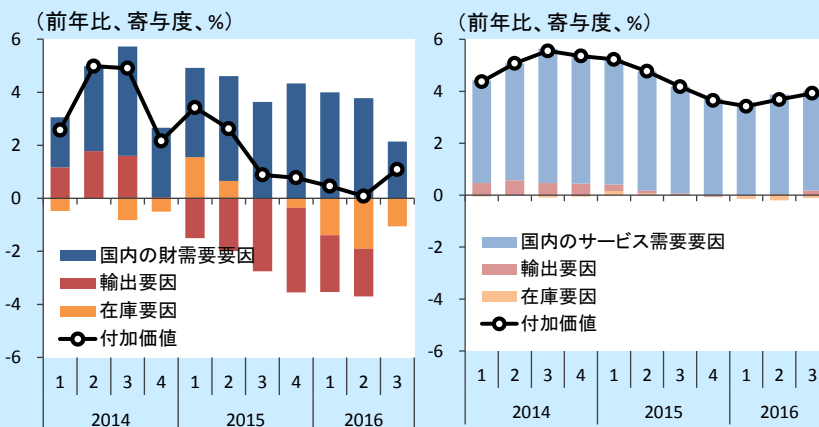 （前年比、寄与度、%）
6
4
2
0
-2
-4
-6
国内の財需要要因
輸出要因
在庫要因
付加価値
1 2 3 4 1 2 3 4 1 2 3
2014 2015 2016
（前年比、寄与度、%）
6
4
2
0
-2
-4
-6
国内のサービス需要要因
輸出要因
在庫要因
付加価値
1 2 3 4 1 2 3 4 1 2 3
2014 2015 2016